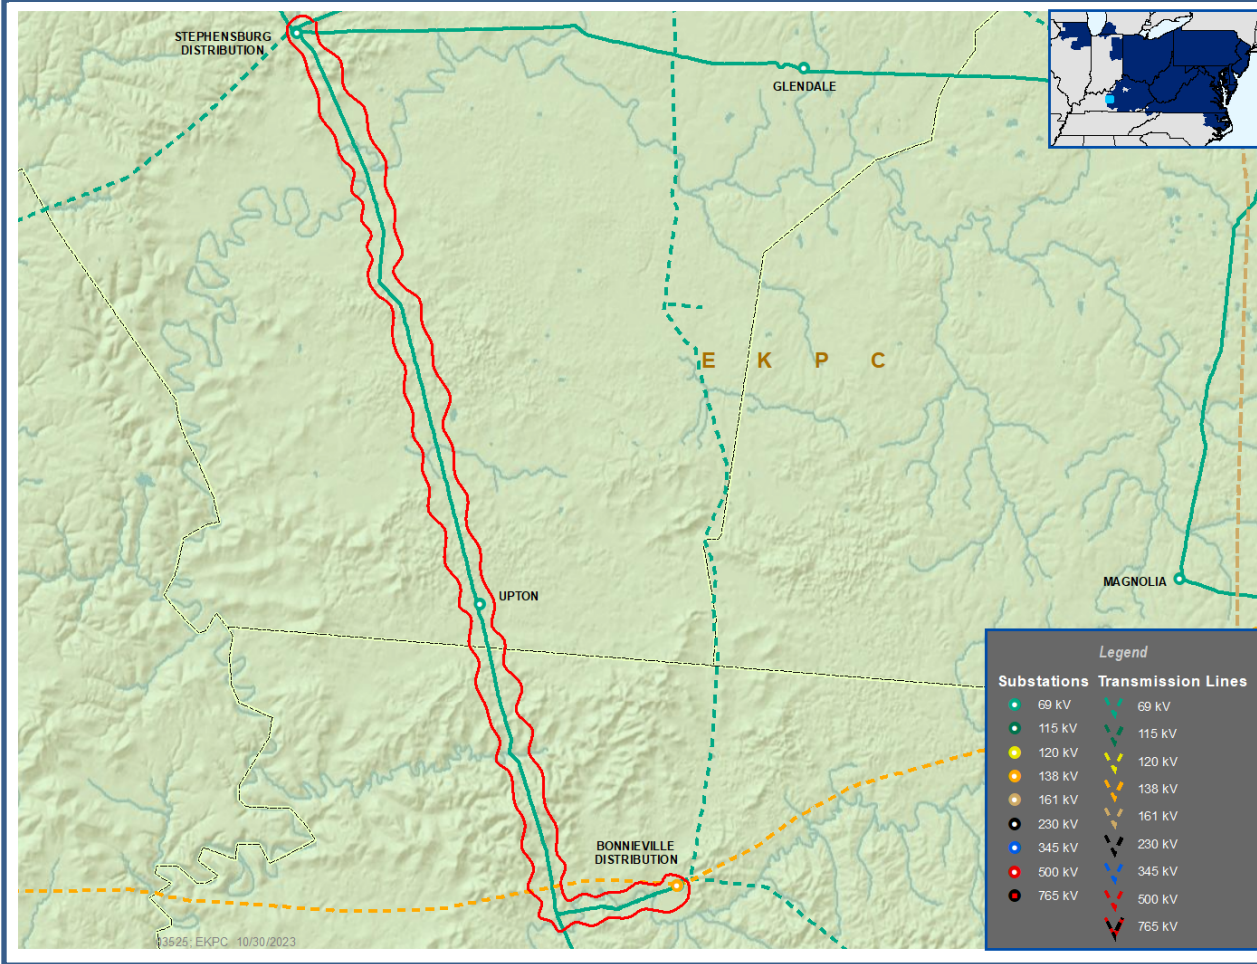 STEPHENSBURG
DISTRIBUTION
GLENDALE
E K P C
UPTON
MAGNOLIA
BONNIEVILLE
DISTRIBUTION
Legend
Substations Transmission Lines
69 kV 69 kV
115 kV 115 kV
120 kV 120 kV
138 kV 138 kV
161 kV 161 kV
230 kV 230 kV
345 kV 345 kV
500 kV 500 kV
765 kV 765 kV
EKPC 10/30/2023